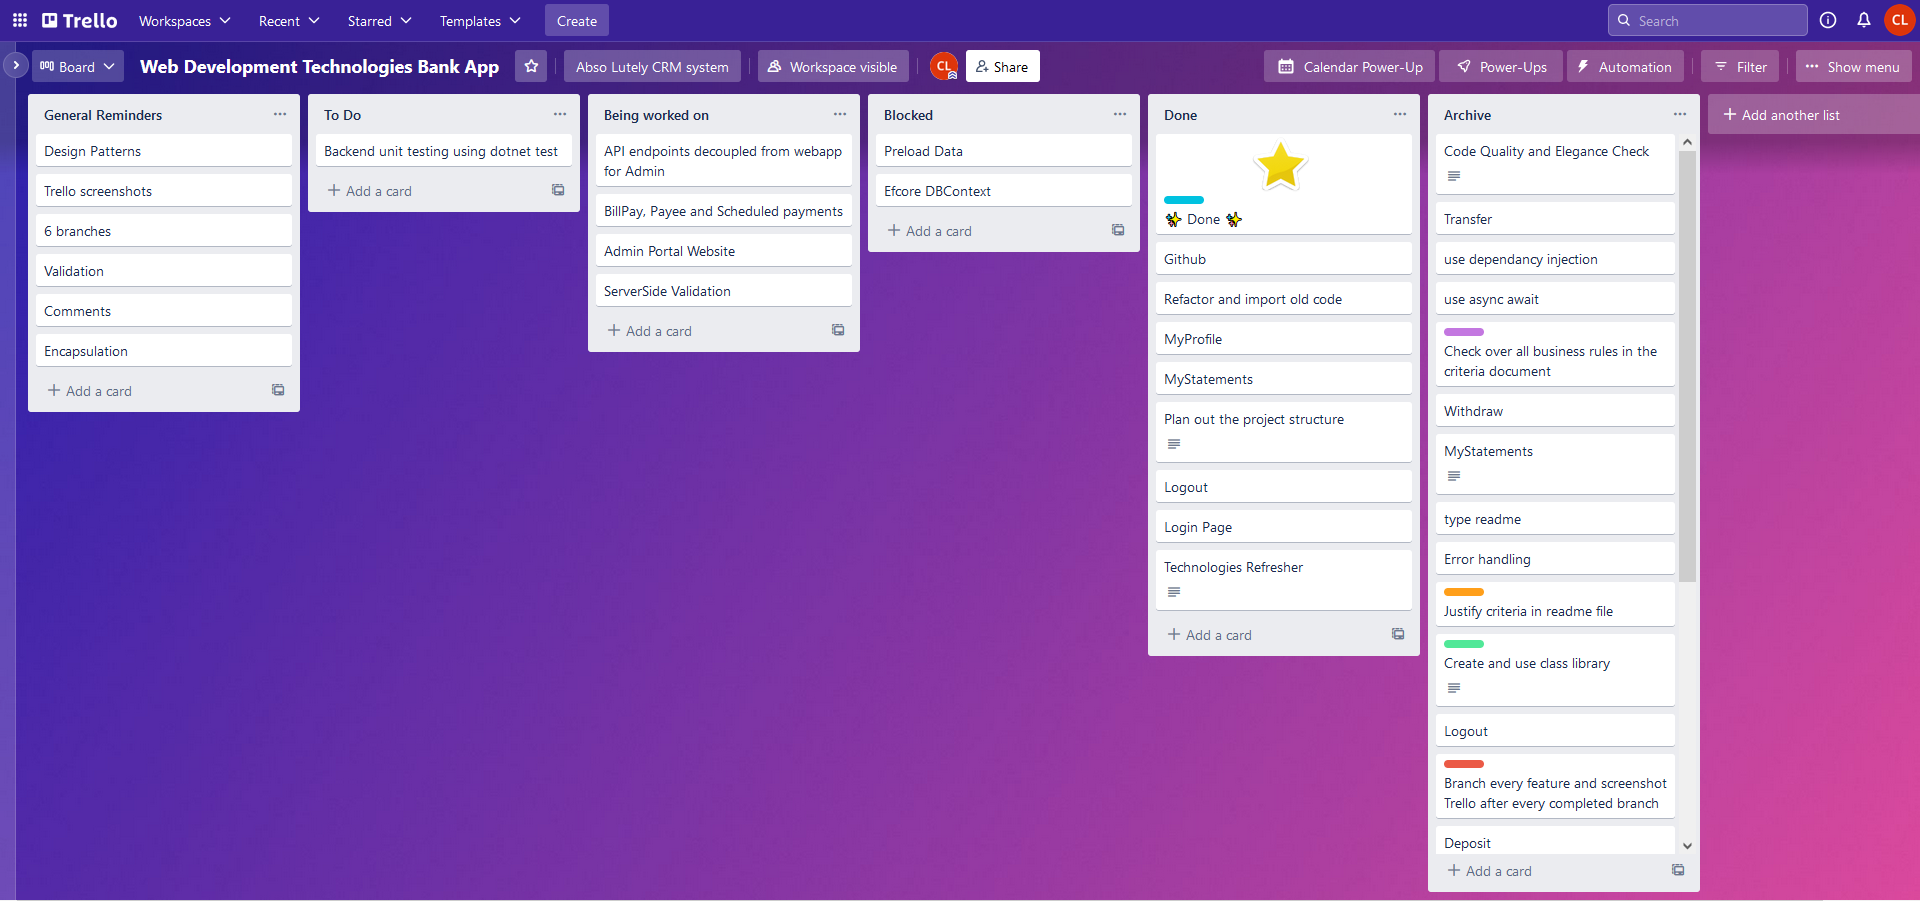 Trello
Workspaces
Recent
Starred
Templates
Create
Search
CL
Board
Web Development Technologies Bank App
Abso Lutely CRM system
Workspace visible
CL
Share
Calendar Power-Up
Power-Ups
Automation
Filter
Show menu
General Reminders
Design Patterns
Trello screenshots
6 branches
Validation
Comments
Encapsulation
Add a card
To Do
Backend unit testing using dotnet test
Add a card
Being worked on
API endpoints decoupled from webapp
for Admin
BillPay, Payee and Scheduled payments
Admin Portal Website
ServerSide Validation
Add a card
Blocked
Preload Data
Efcore DBContext
Add a card
Done
✨ Done ✨
Github
Refactor and import old code
MyProfile
MyStatements
Plan out the project structure
Logout
Login Page
Technologies Refresher
Add a card
Archive
Code Quality and Elegance Check
Transfer
use dependancy injection
use async await
Check over all business rules in the
criteria document
Withdraw
MyStatements
type readme
Error handling
Justify criteria in readme file
Create and use class library
Logout
Branch every feature and screenshot
Trello after every completed branch
Deposit
Add a card
Add another list